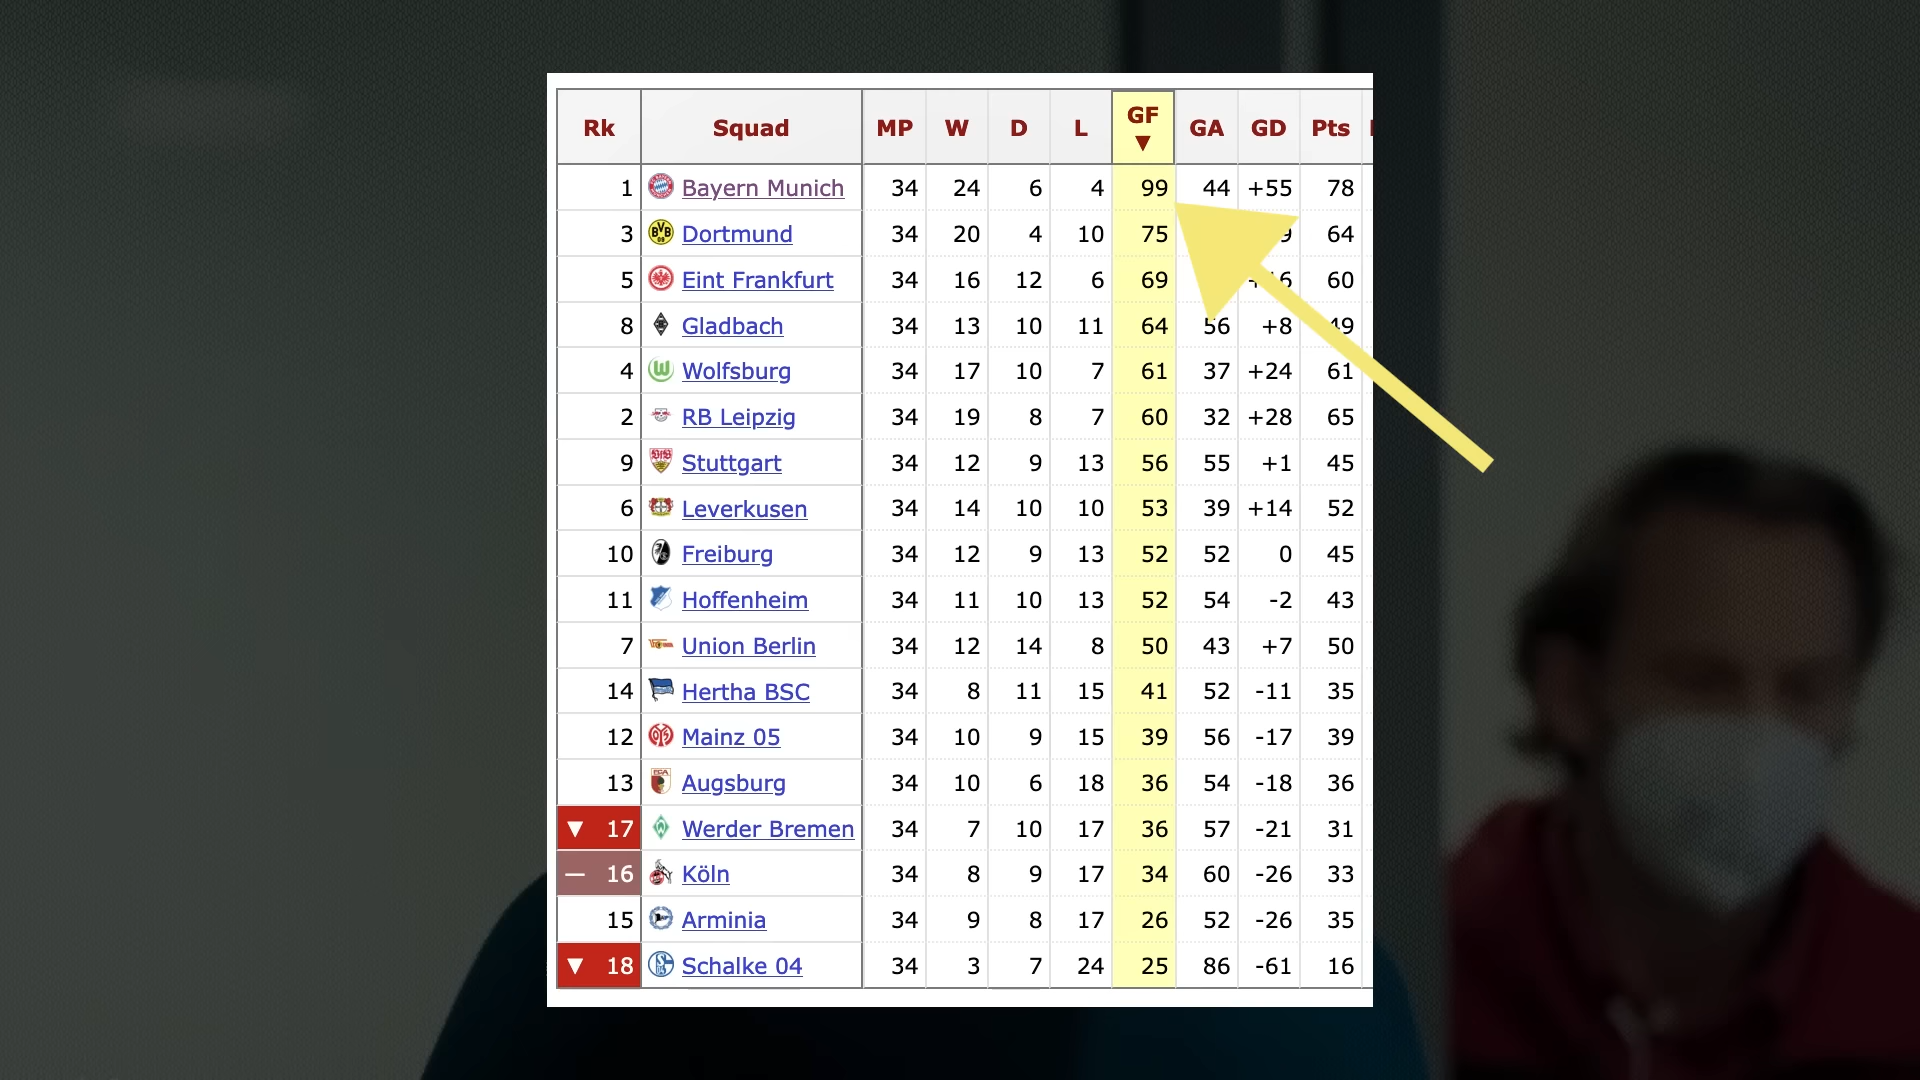 Rk Squad MP W D L GF ▼ GA GD Pts
1 Bayern Munich 34 24 6 4 99 44 +55 78
3 Dortmund 34 20 4 10 75 64
5 Eint Frankfurt 34 16 12 6 69 60
8 Gladbach 34 13 10 11 64 56 +8 49
4 Wolfsburg 34 17 10 7 61 37 +24 61
2 RB Leipzig 34 19 8 7 60 32 +28 65
9 Stuttgart 34 12 9 13 56 55 +1 45
6 Leverkusen 34 14 10 10 53 39 +14 52
10 Freiburg 34 12 9 13 52 52 0 45
11 Hoffenheim 34 11 10 13 52 54 -2 43
7 Union Berlin 34 12 14 8 50 43 +7 50
14 Hertha BSC 34 8 11 15 41 52 -11 35
12 Mainz 05 34 10 9 15 39 56 -17 39
13 Augsburg 34 10 6 18 36 54 -18 36
▼ 17 Werder Bremen 34 7 10 17 36 57 -21 31
— 16 Köln 34 8 9 17 34 60 -26 33
15 Arminia 34 9 8 17 26 52 -26 35
▼ 18 Schalke 04 34 3 7 24 25 86 -61 16